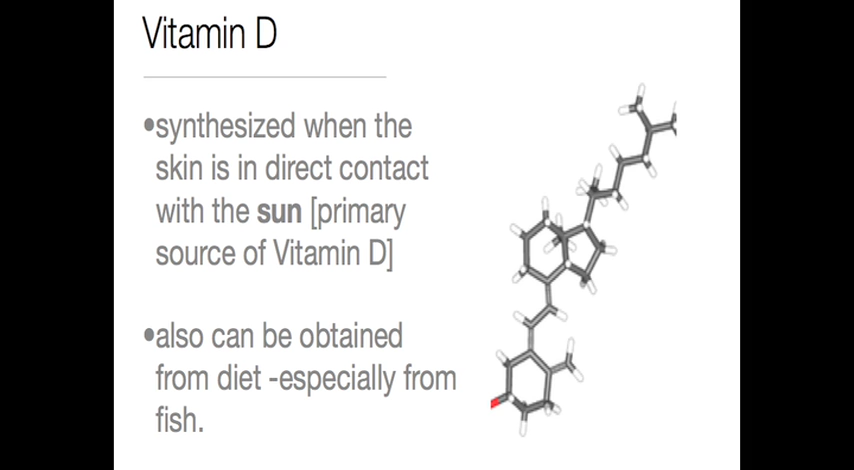 Vitamin D
•synthesized when the
skin is in direct contact
with the sun [primary
source of Vitamin D]
•also can be obtained
from diet -especially from
fish.